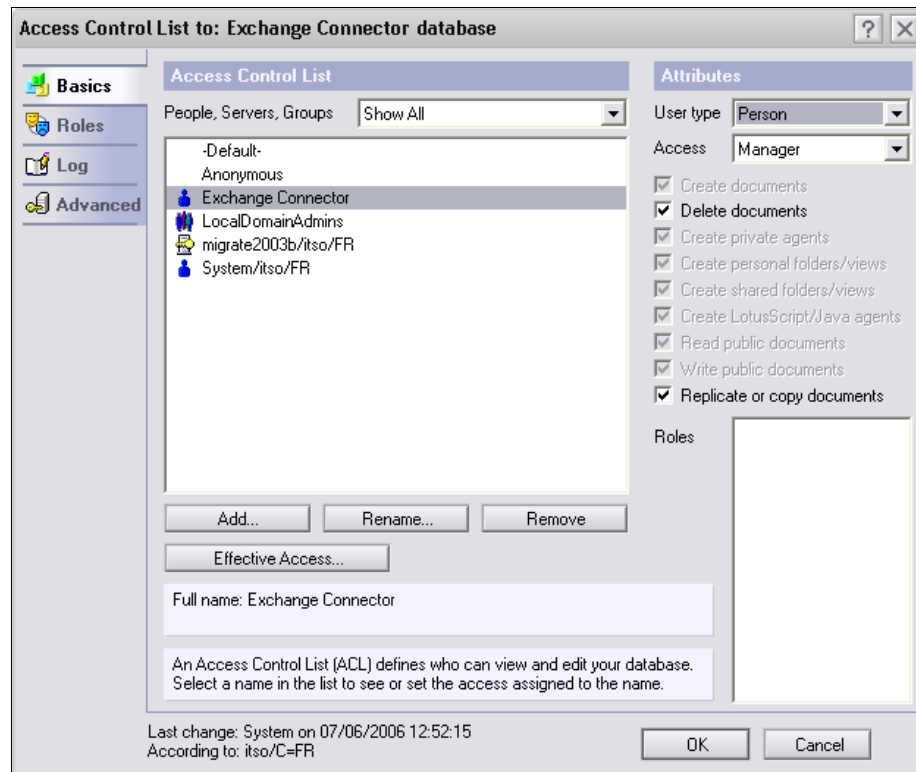 Access Control List to: Exchange Connector database
?
Basics
Roles
Log
Advanced
Access Control List
People, Servers, Groups
Show All
-Default-
Anonymous
Exchange Connector
LocalDomainAdmins
migrate2003b/itso/FR
System/itso/FR
Add...
Rename...
Remove
Effective Access...
Full name: Exchange Connector
An Access Control List (ACL) defines who can view and edit your database.
Select a name in the list to see or set the access assigned to the name.
Attributes
User type
Person
Access
Manager
Create documents
Delete documents
Create private agents
Create personal folders/views
Create shared folders/views
Create LotusScript/Java agents
Read public documents
Write public documents
Replicate or copy documents
Roles
Last change: System on 07/06/2006 12:52:15
According to: itso/C=FR
OK
Cancel